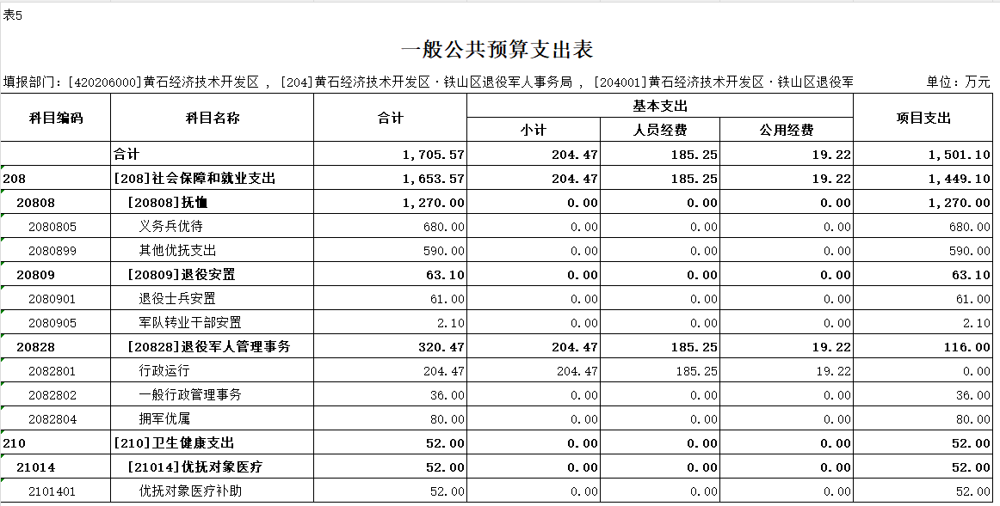 表5
一般公共预算支出表
填报部门：[420206000]黄石经济技术开发区 , [204]黄石经济技术开发区·铁山区退役军人事务局 , [204001]黄石经济技术开发区·铁山区退役军 单位：万元
科目编码 科目名称 合计 基本支出 项目支出
小计 人员经费 公用经费
合计 1,705.57 204.47 185.25 19.22 1,501.10
208 [208]社会保障和就业支出 1,653.57 204.47 185.25 19.22 1,449.10
20808 [20808]抚恤 1,270.00 0.00 0.00 0.00 1,270.00
2080805 义务兵优待 680.00 0.00 0.00 0.00 680.00
2080899 其他优抚支出 590.00 0.00 0.00 0.00 590.00
20809 [20809]退役安置 63.10 0.00 0.00 0.00 63.10
2080901 退役士兵安置 61.00 0.00 0.00 0.00 61.00
2080905 军队转业干部安置 2.10 0.00 0.00 0.00 2.10
20828 [20828]退役军人管理事务 320.47 204.47 185.25 19.22 116.00
2082801 行政运行 204.47 204.47 185.25 19.22 0.00
2082802 一般行政管理事务 36.00 0.00 0.00 0.00 36.00
2082804 拥军优属 80.00 0.00 0.00 0.00 80.00
210 [210]卫生健康支出 52.00 0.00 0.00 0.00 52.00
21014 [21014]优抚对象医疗 52.00 0.00 0.00 0.00 52.00
2101401 优抚对象医疗补助 52.00 0.00 0.00 0.00 52.00